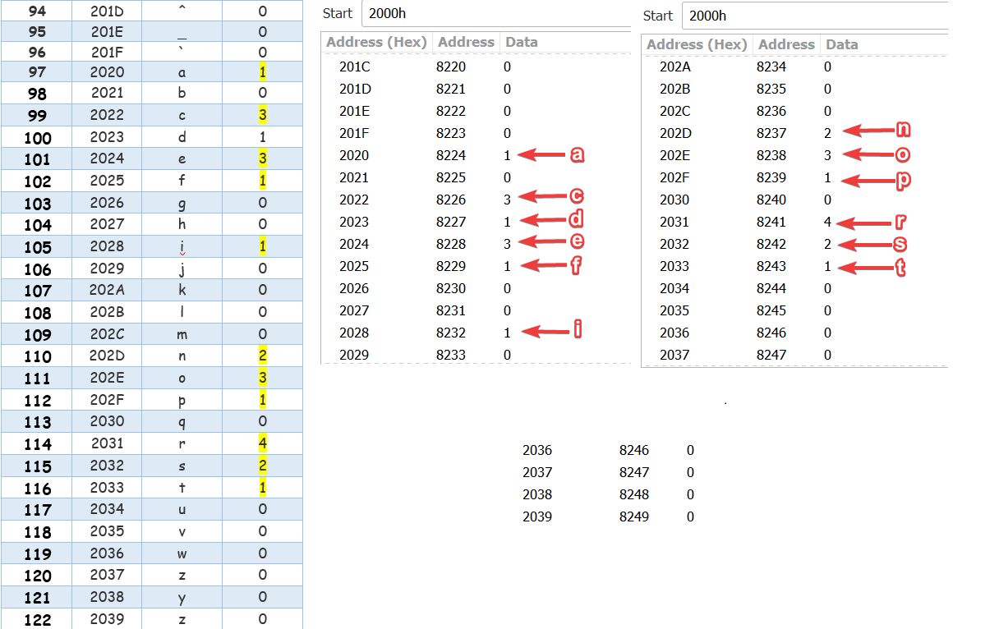 94 201D ^ 0
95 201E _ 0
96 201F ` 0
97 2020 a 1
98 2021 b 0
99 2022 c 3
100 2023 d 1
101 2024 e 3
102 2025 f 1
103 2026 g 0
104 2027 h 0
105 2028 i 1
106 2029 j 0
107 202A k 0
108 202B l 0
109 202C m 0
110 202D n 2
111 202E o 3
112 202F p 1
113 2030 q 0
114 2031 r 4
115 2032 s 2
116 2033 t 1
117 2034 u 0
118 2035 v 0
119 2036 w 0
120 2037 z 0
121 2038 y 0
122 2039 z 0
Start 2000h
Address (Hex) Address Data
201C 8220 0
201D 8221 0
201E 8222 0
201F 8223 0
2020 8224 1 a
2021 8225 0
2022 8226 3 c
2023 8227 1 d
2024 8228 3 e
2025 8229 1 f
2026 8230 0
2027 8231 0
2028 8232 1 i
2029 8233 0
Start 2000h
Address (Hex) Address Data
202A 8234 0
202B 8235 0
202C 8236 0
202D 8237 2 n
202E 8238 3 o
202F 8239 1 p
2030 8240 0
2031 8241 4 r
2032 8242 2 s
2033 8243 1 t
2034 8244 0
2035 8245 0
2036 8246 0
2037 8247 0
.
2036 8246 0
2037 8247 0
2038 8248 0
2039 8249 0